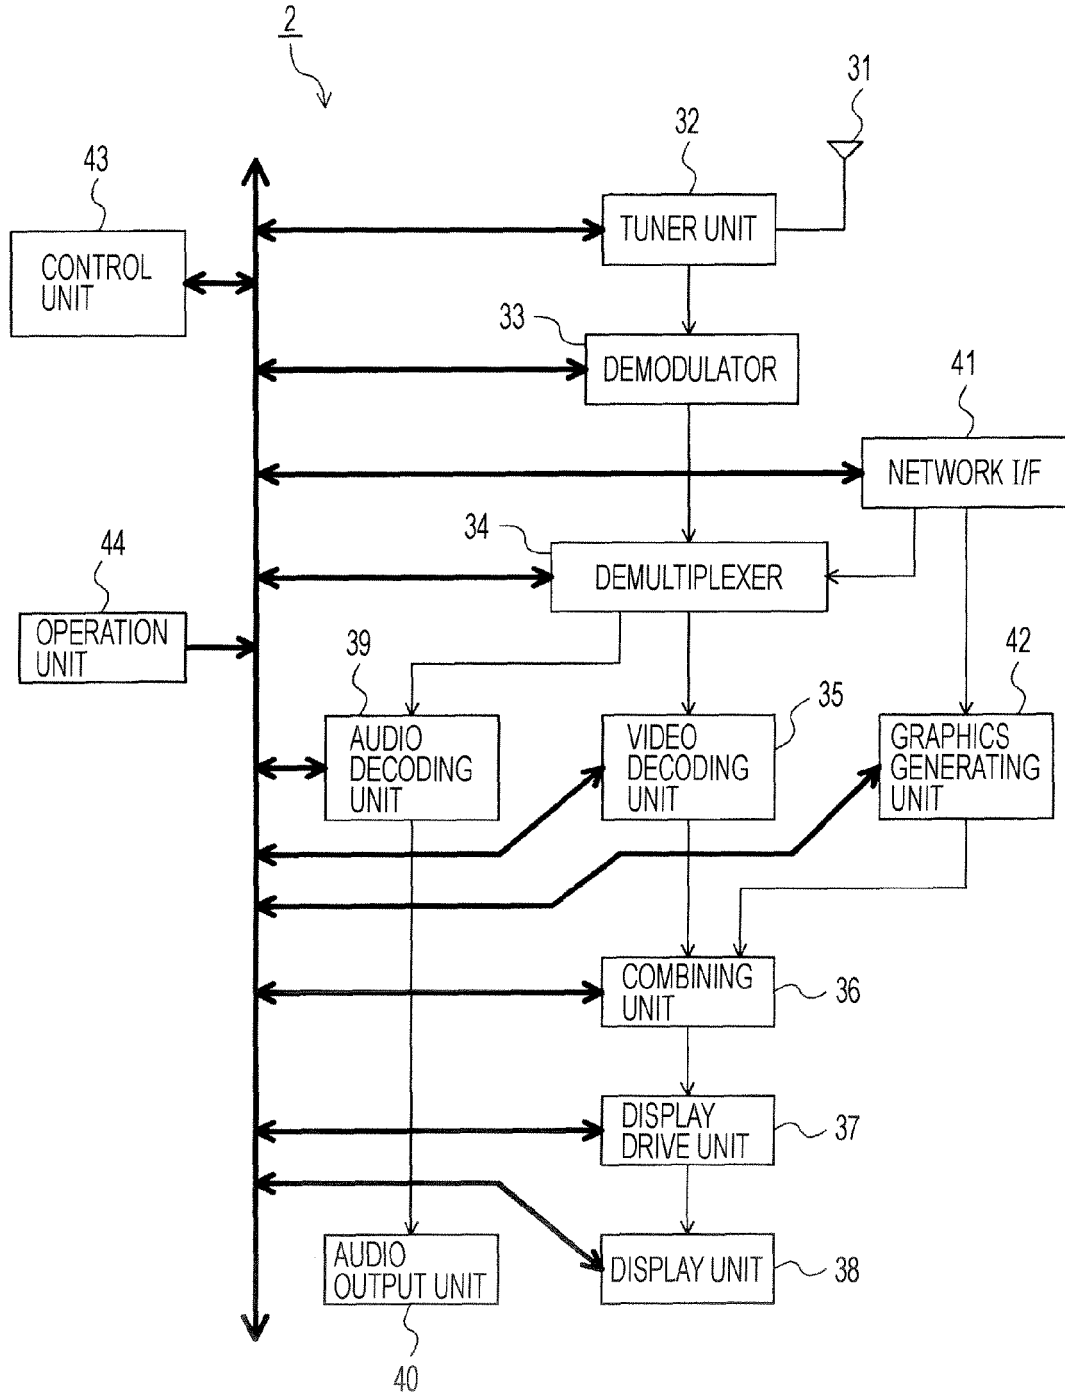 2
31
32
43
TUNER UNIT
CONTROL
UNIT
33
DEMODULATOR
41
NETWORK I/F
34
44
DEMULTIPLEXER
OPERATION
UNIT
39
42
35
AUDIO
DECODING
UNIT
VIDEO
DECODING
UNIT
GRAPHICS
GENERATING
UNIT
COMBINING
UNIT
36
DISPLAY
DRIVE UNIT
37
AUDIO
OUTPUT UNIT
DISPLAY UNIT
38
40